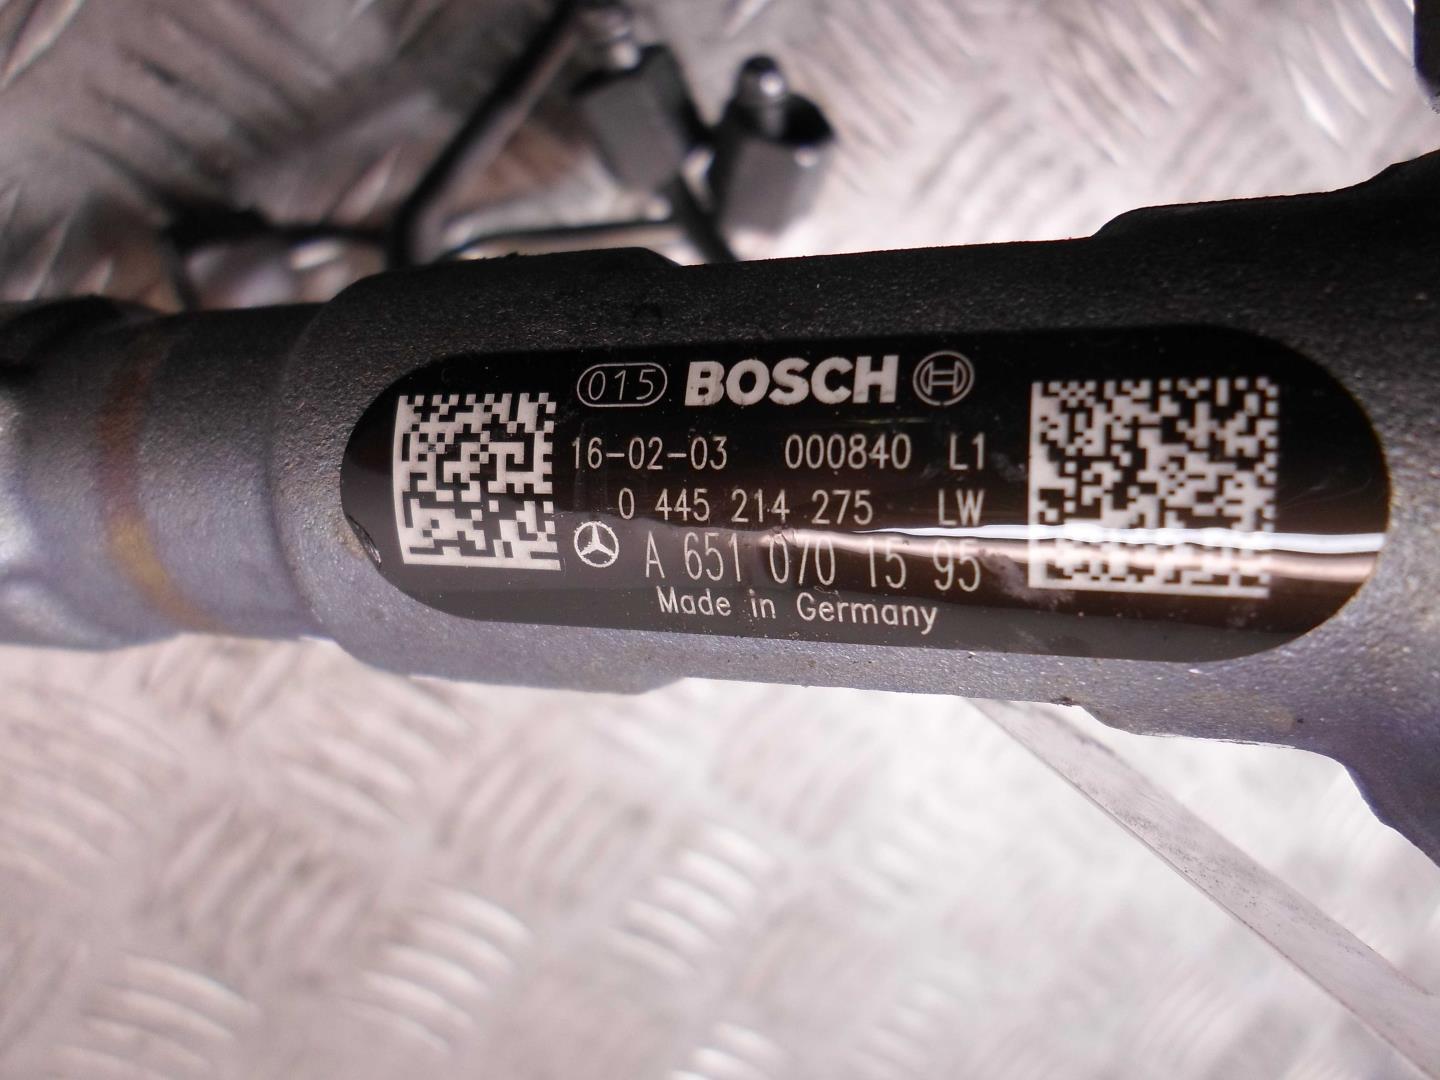 015 BOSCH
16-02-03 000840 L1
0 445 214 275 LW
A 651 070 15 95
Made in Germany